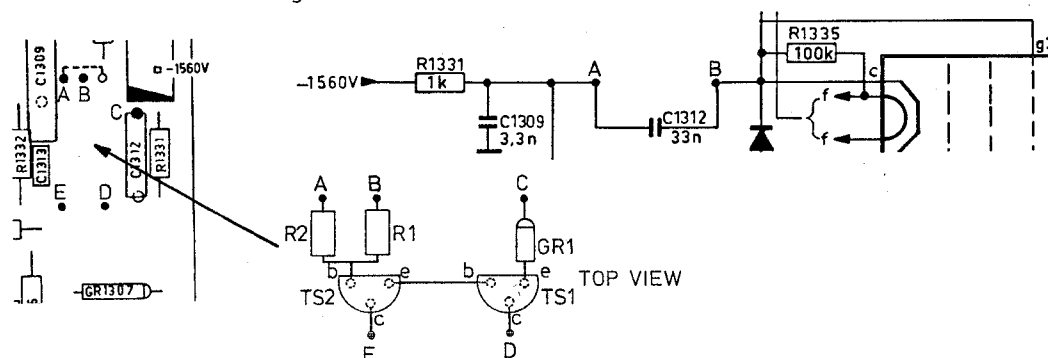 C1309
A B
-1560V
C
R1332
C1313
C1312
R1331
E D
GR1307
-1560V
R1331
1k
C1309
3,3n
A
B
C1312
33n
R1335
100k
c
f
f
A B C
R2
R1
GR1
b e b e
TOP VIEW
TS2
TS1
c c
D